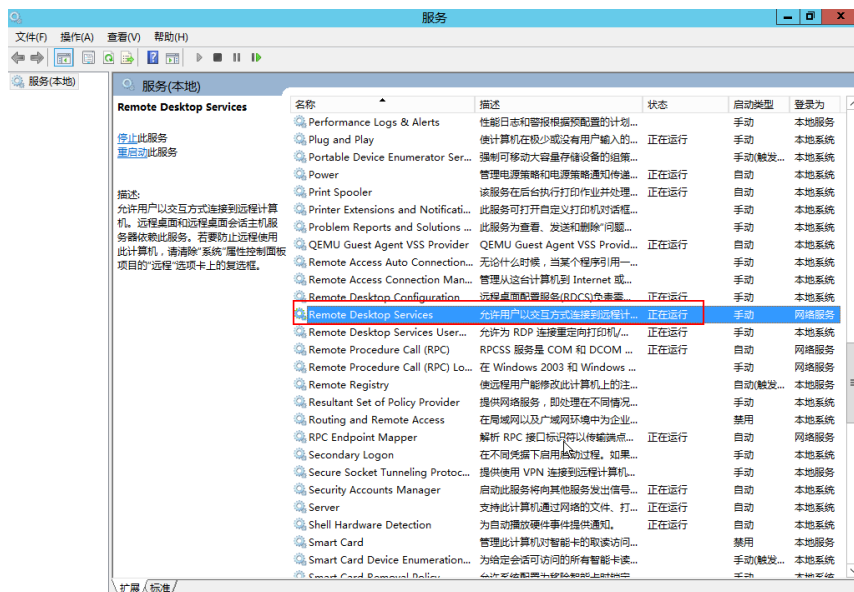 服务
文件(F) 操作(A) 查看(V) 帮助(H)
服务(本地)
服务(本地)
Remote Desktop Services
停止此服务
重启动此服务
描述:
允许用户以交互方式连接到远程计算
机。远程桌面和远程桌面会话主机服
务器依赖此服务。若要防止远程使用
此计算机，请清除"系统"属性控制面板
项目的"远程"选项卡上的复选框。
名称 描述 状态 启动类型 登录为
Performance Logs & Alerts 性能日志和警报根据预配置的计划... 手动 本地服务
Plug and Play 使计算机在极少或没有用户输入的... 正在运行 手动 本地系统
Portable Device Enumerator Ser... 强制可移动大容量存储设备的组策... 手动(触发... 本地系统
Power 管理电源策略和电源策略通知传递... 正在运行 自动 本地系统
Print Spooler 该服务在后台执行打印作业并处理... 正在运行 自动 本地系统
Printer Extensions and Notificati... 此服务可打开自定义打印机对话框... 手动 本地系统
Problem Reports and Solutions ... 此服务为查看、发送和删除"问题... 手动 本地系统
QEMU Guest Agent VSS Provider QEMU Guest Agent VSS Provid... 正在运行 自动 本地系统
Remote Access Auto Connection... 无论什么时候，当某个程序引用一... 手动 本地系统
Remote Access Connection Man... 管理从这台计算机到 Internet 或... 手动 本地系统
Remote Desktop Configuration 远程桌面配置服务(RDCS)负责需... 正在运行 手动 本地系统
Remote Desktop Services 允许用户以交互方式连接到远程计... 正在运行 手动 网络服务
Remote Desktop Services User... 允许为 RDP 连接重定向打印机/... 正在运行 手动 本地系统
Remote Procedure Call (RPC) RPCSS 服务是 COM 和 DCOM ... 正在运行 自动 网络服务
Remote Procedure Call (RPC) Lo... 在 Windows 2003 和 Windows ... 手动 网络服务
Remote Registry 使远程用户能修改此计算机上的注... 自动(触发... 本地服务
Resultant Set of Policy Provider 提供网络服务，即处理在不同情况... 手动 本地系统
Routing and Remote Access 在局域网以及广域网环境中为企业... 禁用 本地系统
RPC Endpoint Mapper 解析 RPC 接口标识符以传输端点... 正在运行 自动 网络服务
Secondary Logon 在不同凭据下启用启动过程。如果... 手动 本地系统
Secure Socket Tunneling Protoc... 提供使用 VPN 连接到远程计算机... 手动 本地服务
Security Accounts Manager 启动此服务将向其他服务发出信号... 正在运行 自动 本地系统
Server 支持此计算机通过网络的文件、打... 正在运行 自动 本地系统
Shell Hardware Detection 为自动播放硬件事件提供通知。 正在运行 自动 本地系统
Smart Card 管理此计算机对智能卡的取读访问... 禁用 本地服务
Smart Card Device Enumeration... 为给定会话可访问的所有智能卡读... 手动(触发... 本地系统
Smart Card Removal Policy 允许系统配置为移除智能卡时锁定... 手动 本地系统
扩展 标准